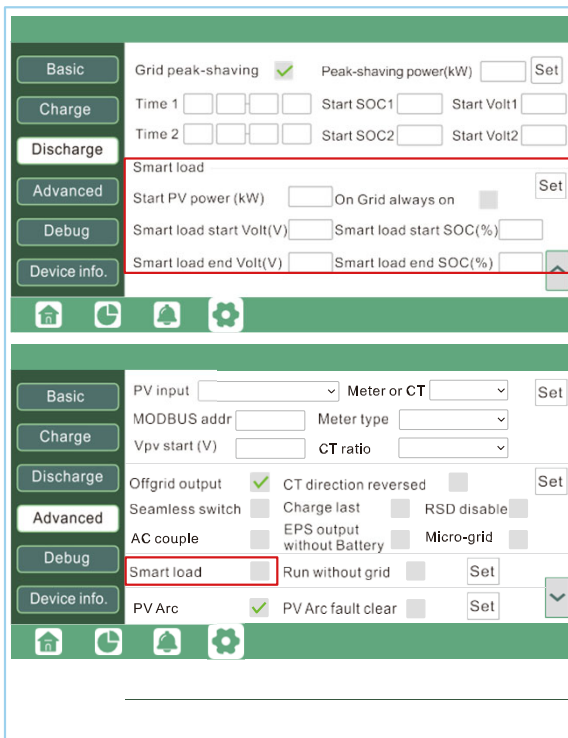 Basic
Charge
Discharge
Advanced
Debug
Device info.
Grid peak-shaving Peak-shaving power(kW) Set
Time 1 Start SOC1 Start Volt1
Time 2 Start SOC2 Start Volt2
Smart load
Set
Start PV power (kW) On Grid always on
Smart load start Volt(V) Smart load start SOC(%)
Smart load end Volt(V) Smart load end SOC(%)
Basic
Charge
Discharge
Advanced
Debug
Device info.
PV input Meter or CT Set
MODBUS addr Meter type
Vpv start (V) CT ratio
Offgrid output CT direction reversed Set
Seamless switch Charge last RSD disable
AC couple EPS output without Battery Micro-grid
Smart load Run without grid Set
PV Arc PV Arc fault clear Set